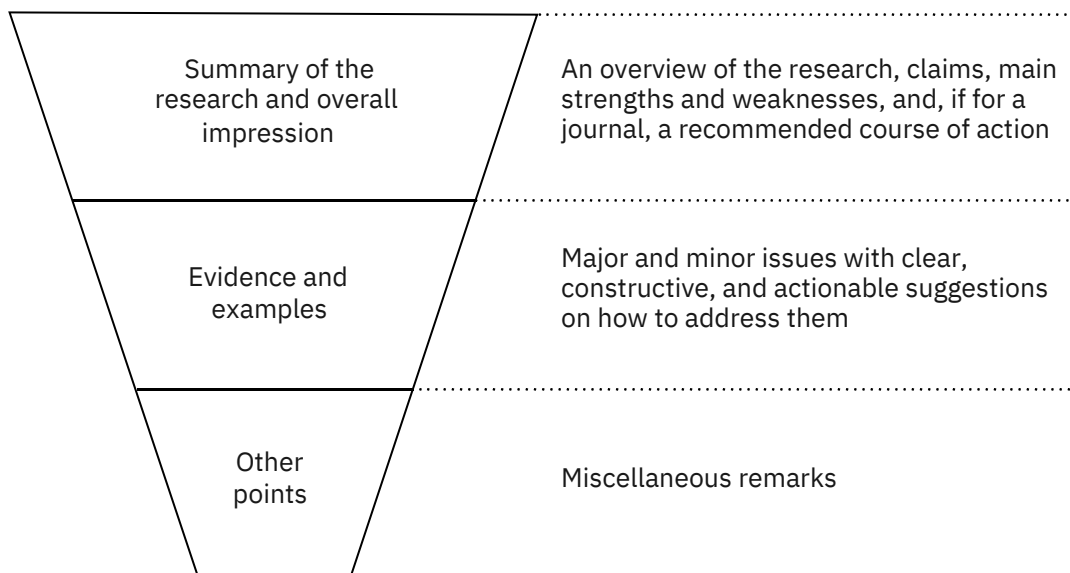 Summary of the
research and overall
impression
An overview of the research, claims, main
strengths and weaknesses, and, if for a
journal, a recommended course of action
Evidence and
examples
Major and minor issues with clear,
constructive, and actionable suggestions
on how to address them
Other
points
Miscellaneous remarks